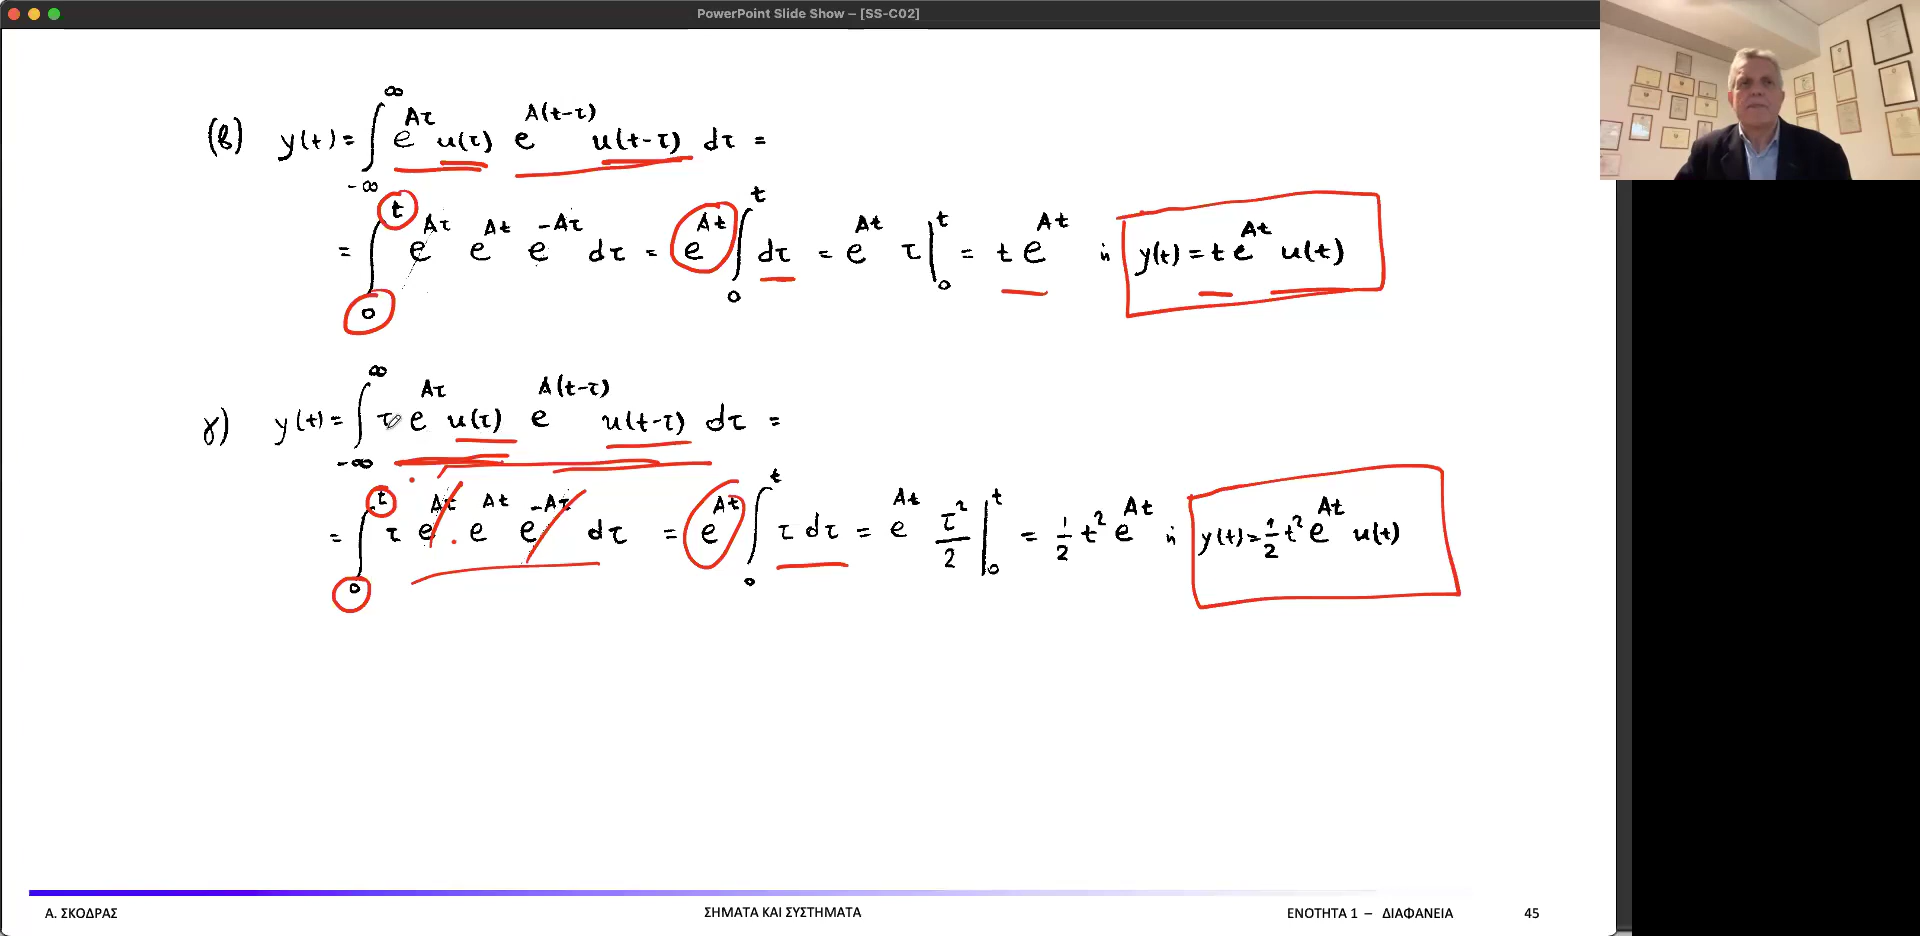 PowerPoint Slide Show – [SS-C02]
(β) y(t) = ∫_{-∞}^{∞} e^{Aτ} u(τ) e^{A(t-τ)} u(t-τ) dτ =
= ∫_0^t e^{Aτ} e^{At} e^{-Aτ} dτ = e^{At} ∫_0^t dτ = e^{At} τ |_0^t = t e^{At} ή y(t) = t e^{At} u(t)
γ) y(t) = ∫_{-∞}^{∞} τ e^{Aτ} u(τ) e^{A(t-τ)} u(t-τ) dτ =
= ∫_0^t τ e^{Aτ} e^{At} e^{-Aτ} dτ = e^{At} ∫_0^t τ dτ = e^{At} τ²/2 |_0^t = 1/2 t² e^{At} ή y(t) = 1/2 t² e^{At} u(t)
Α. ΣΚΟΔΡΑΣ ΣΗΜΑΤΑ ΚΑΙ ΣΥΣΤΗΜΑΤΑ ΕΝΟΤΗΤΑ 1 – ΔΙΑΦΑΝΕΙΑ 45